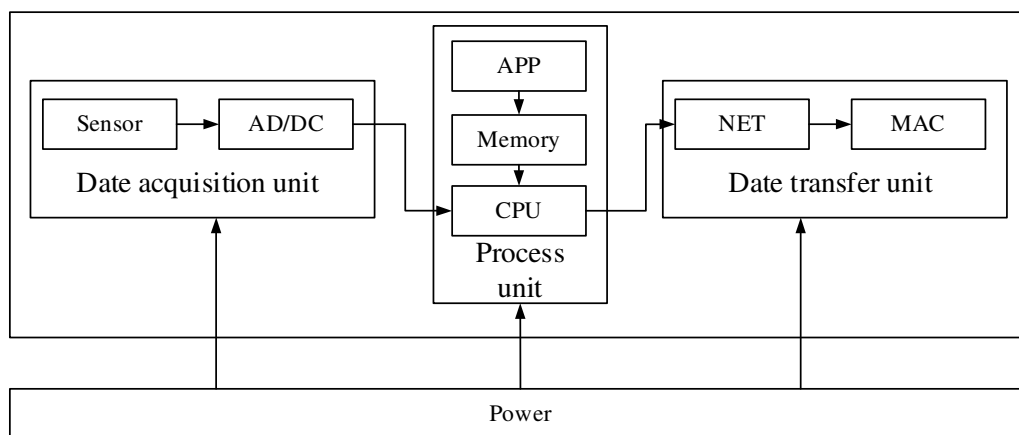 APP
Sensor
AD/DC
Memory
NET
MAC
Date acquisition unit
CPU
Date transfer unit
Process
unit
Power